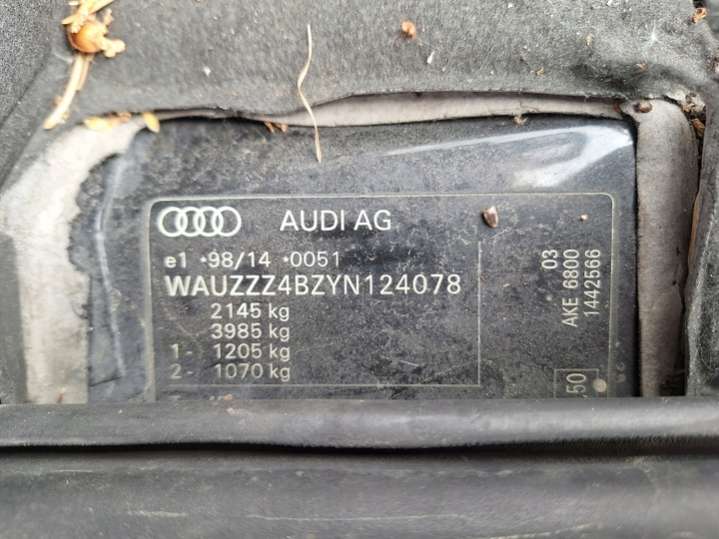 AUDI AG
e1 *98/14 *0051
WAUZZZ4BZYN124078
2145 kg
3985 kg
1 - 1205 kg
2 - 1070 kg
03
AKE 6800
1442566